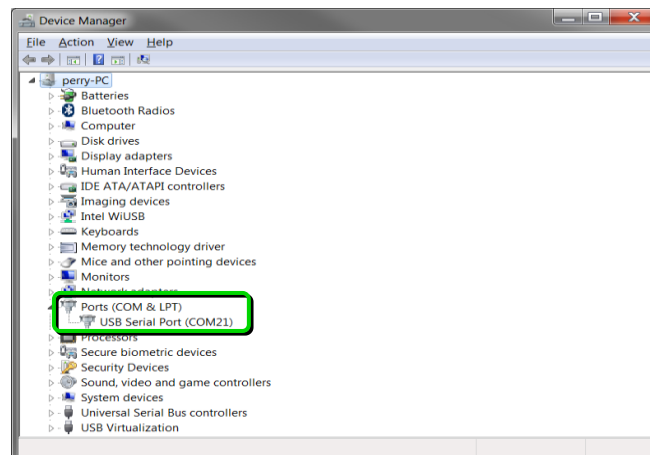 Device Manager
File Action View Help
perry-PC
Batteries
Bluetooth Radios
Computer
Disk drives
Display adapters
Human Interface Devices
IDE ATA/ATAPI controllers
Imaging devices
Intel WiUSB
Keyboards
Memory technology driver
Mice and other pointing devices
Monitors
Network adapters
Ports (COM & LPT)
USB Serial Port (COM21)
Processors
Secure biometric devices
Security Devices
Sound, video and game controllers
System devices
Universal Serial Bus controllers
USB Virtualization